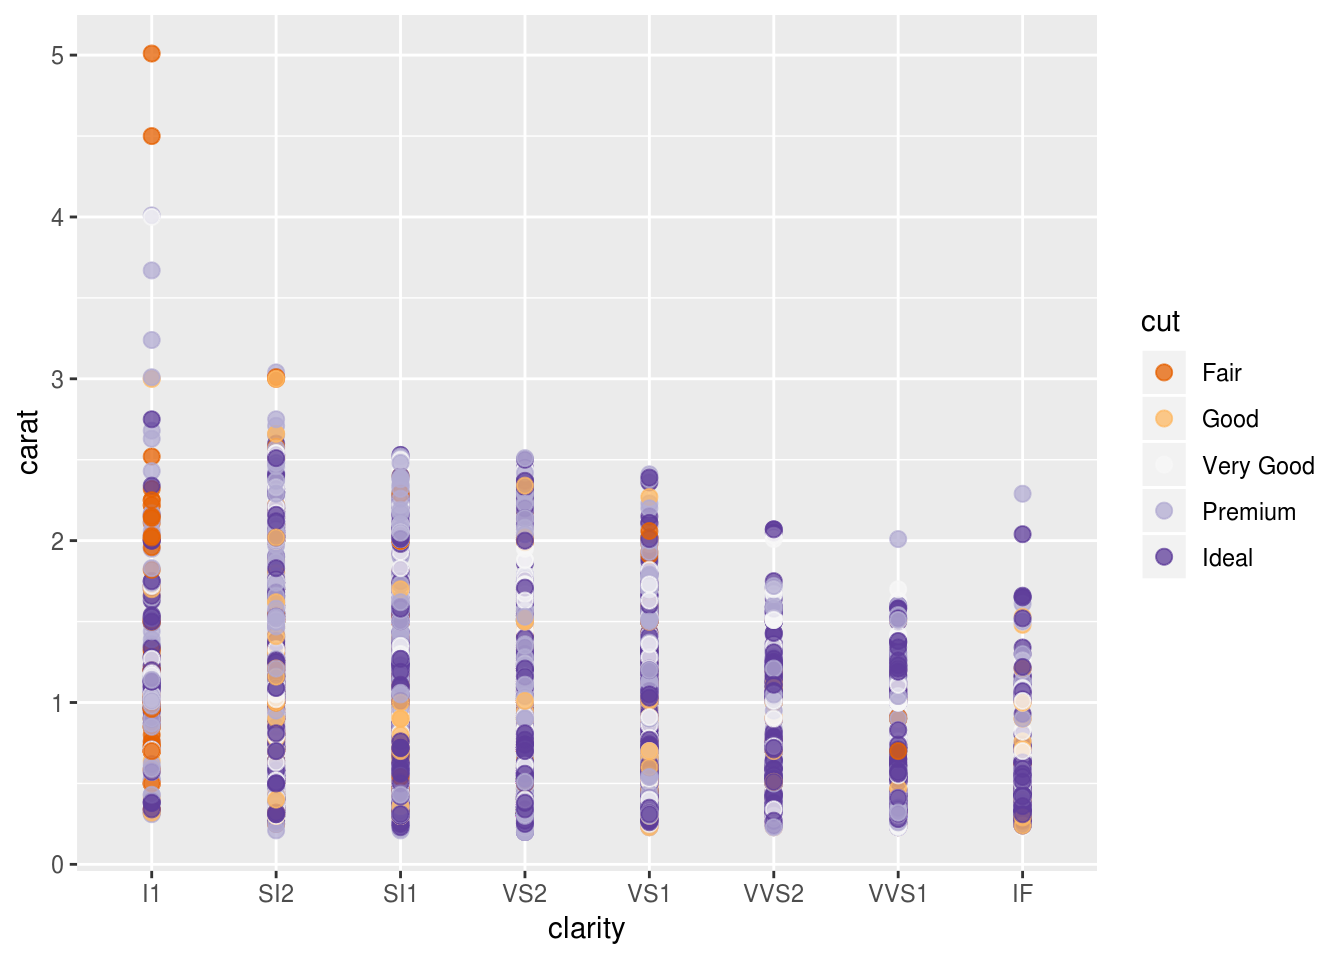 5
4
3
2
1
0
carat
I1 SI2 SI1 VS2 VS1 VVS2 VVS1 IF
clarity
cut
Fair
Good
Very Good
Premium
Ideal